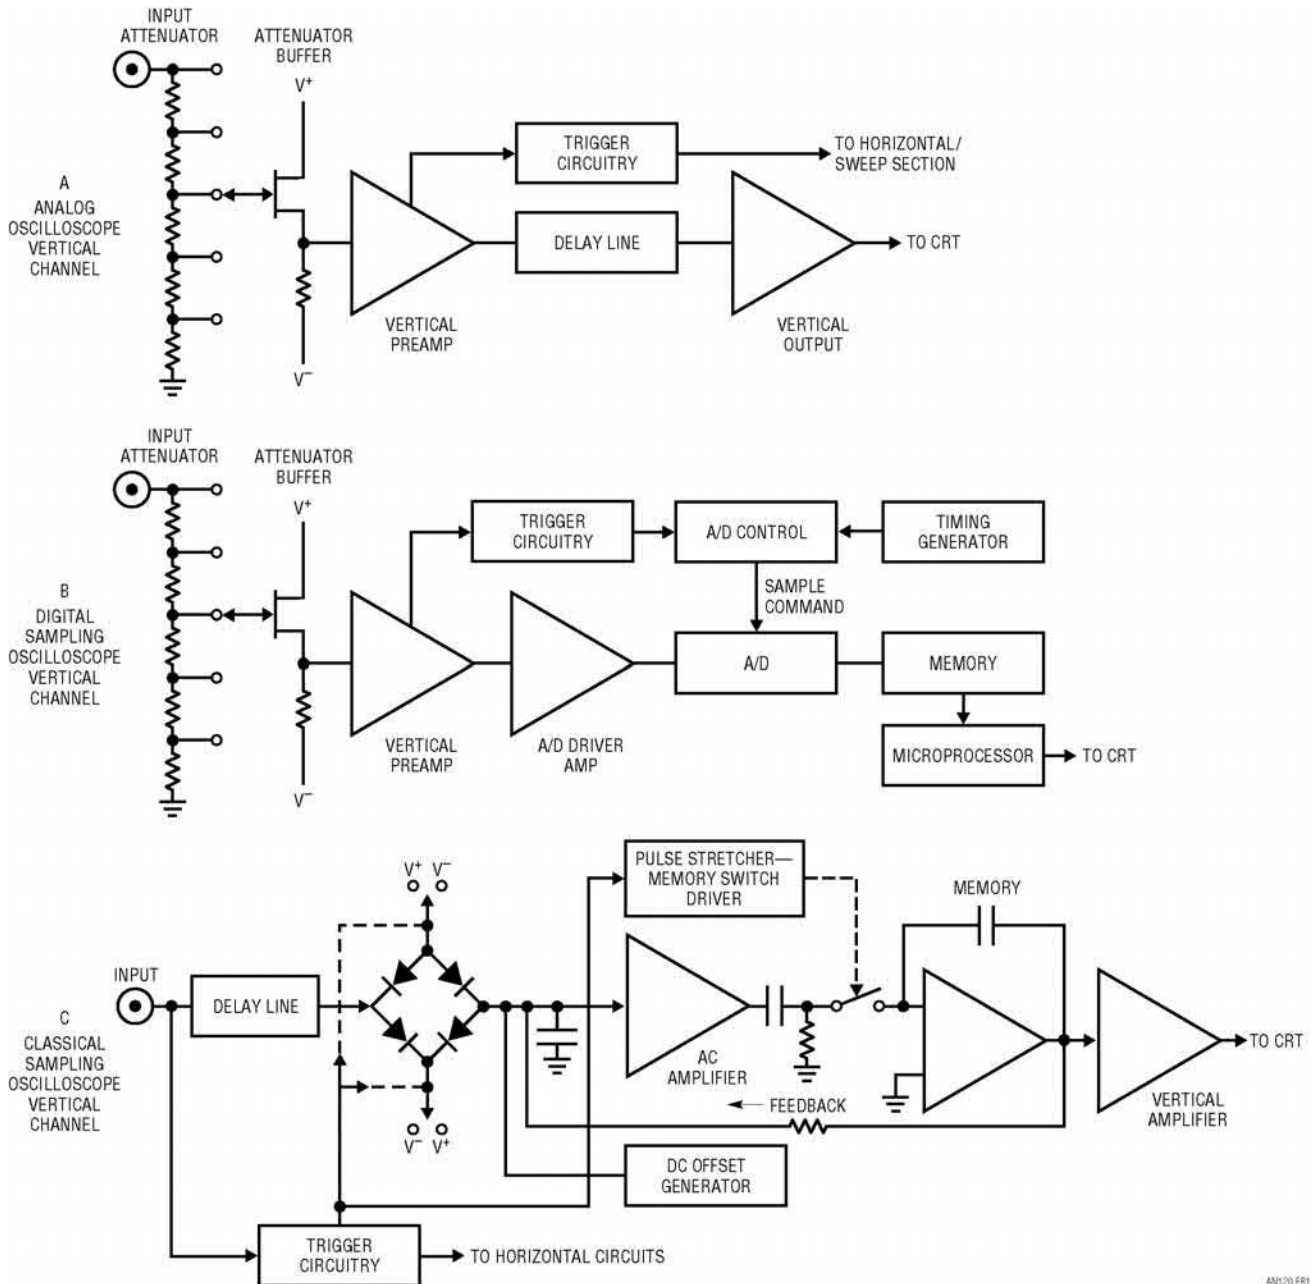 INPUT
ATTENUATOR
ATTENUATOR
BUFFER
V+
A
ANALOG
OSCILLOSCOPE
VERTICAL
CHANNEL
V–
VERTICAL
PREAMP
TRIGGER
CIRCUITRY
TO HORIZONTAL/
SWEEP SECTION
DELAY LINE
VERTICAL
OUTPUT
TO CRT
INPUT
ATTENUATOR
ATTENUATOR
BUFFER
V+
B
DIGITAL
SAMPLING
OSCILLOSCOPE
VERTICAL
CHANNEL
V–
VERTICAL
PREAMP
TRIGGER
CIRCUITRY
A/D CONTROL
TIMING
GENERATOR
SAMPLE
COMMAND
A/D DRIVER
AMP
A/D
MEMORY
MICROPROCESSOR
TO CRT
C
CLASSICAL
SAMPLING
OSCILLOSCOPE
VERTICAL
CHANNEL
INPUT
DELAY LINE
V+ V–
V– V+
PULSE STRETCHER—
MEMORY SWITCH
DRIVER
AC
AMPLIFIER
MEMORY
FEEDBACK
DC OFFSET
GENERATOR
VERTICAL
AMPLIFIER
TO CRT
TRIGGER
CIRCUITRY
TO HORIZONTAL CIRCUITS